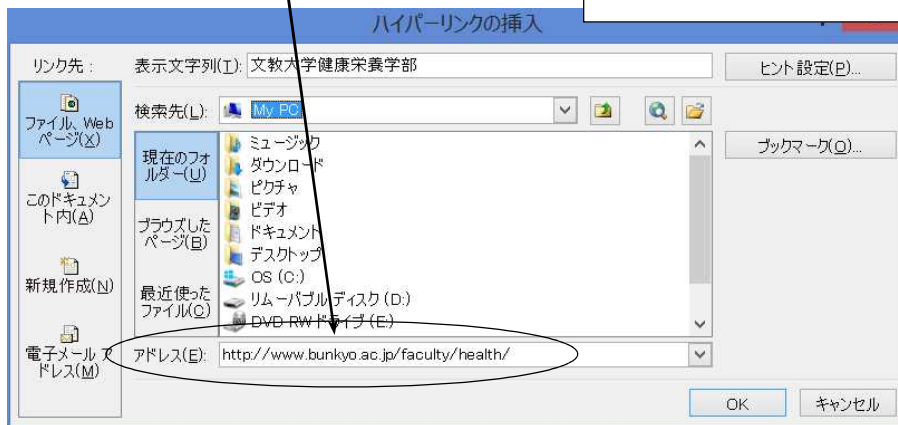 ハイパーリンクの挿入
リンク先:
表示文字列(I): 文教大学健康栄養学部
ヒント設定(P)...
ファイル、Web
ページ(X)
検索先(L): My PC
現在のフォ
ルダー(U)
ミュージック
ダウンロード
ピクチャ
ビデオ
ドキュメント
デスクトップ
OS (C:)
リムーバブル ディスク (D:)
DVD RW ドライブ (E:)
ブックマーク(O)...
このドキュメン
ト内(A)
ブラウズした
ページ(B)
新規作成(N)
最近使った
ファイル(C)
電子メール ア
ドレス(M)
アドレス(E): http://www.bunkyo.ac.jp/faculty/health/
OK
キャンセル